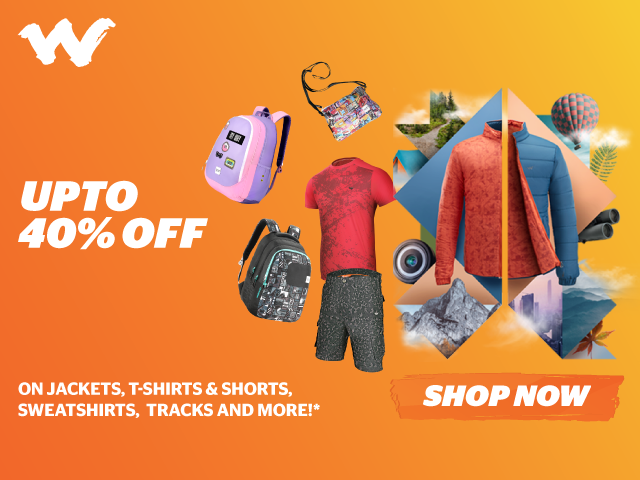 W
UPTO
40% OFF
ON JACKETS, T-SHIRTS & SHORTS,
SWEATSHIRTS, TRACKS AND MORE!*
SHOP NOW